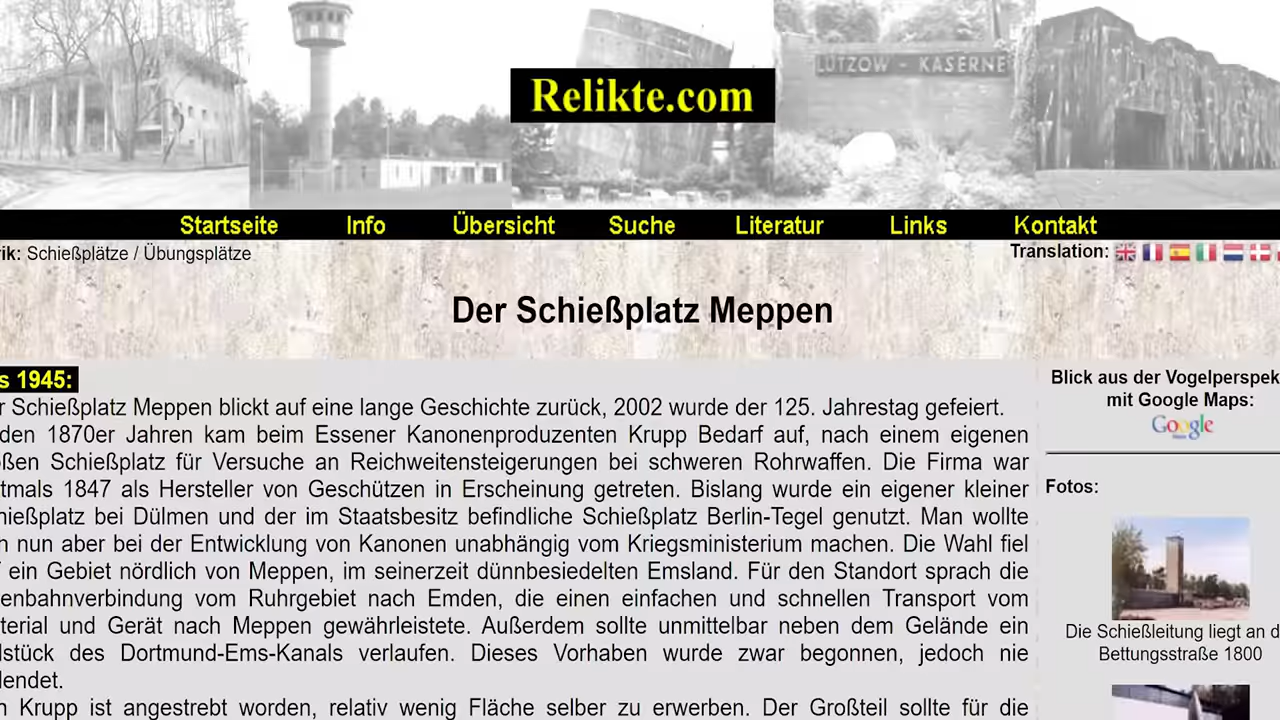 LÜTZOW - KASERNE
Relikte.com
Startseite Info Übersicht Suche Literatur Links Kontakt
rik: Schießplätze / Übungsplätze
Translation:
Der Schießplatz Meppen
s 1945:
r Schießplatz Meppen blickt auf eine lange Geschichte zurück, 2002 wurde der 125. Jahrestag gefeiert.
den 1870er Jahren kam beim Essener Kanonenproduzenten Krupp Bedarf auf, nach einem eigenen
ßen Schießplatz für Versuche an Reichweitensteigerungen bei schweren Rohrwaffen. Die Firma war
tmals 1847 als Hersteller von Geschützen in Erscheinung getreten. Bislang wurde ein eigener kleiner
hießplatz bei Dülmen und der im Staatsbesitz befindliche Schießplatz Berlin-Tegel genutzt. Man wollte
h nun aber bei der Entwicklung von Kanonen unabhängig vom Kriegsministerium machen. Die Wahl fiel
ein Gebiet nördlich von Meppen, im seinerzeit dünnbesiedelten Emsland. Für den Standort sprach die
enbahnverbindung vom Ruhrgebiet nach Emden, die einen einfachen und schnellen Transport vom
terial und Gerät nach Meppen gewährleistete. Außerdem sollte unmittelbar neben dem Gelände ein
lstück des Dortmund-Ems-Kanals verlaufen. Dieses Vorhaben wurde zwar begonnen, jedoch nie
lendet.
n Krupp ist angestrebt worden, relativ wenig Fläche selber zu erwerben. Der Großteil sollte für die
Blick aus der Vogelperspek
mit Google Maps:
Google
Fotos:
Die Schießleitung liegt an d
Bettungsstraße 1800